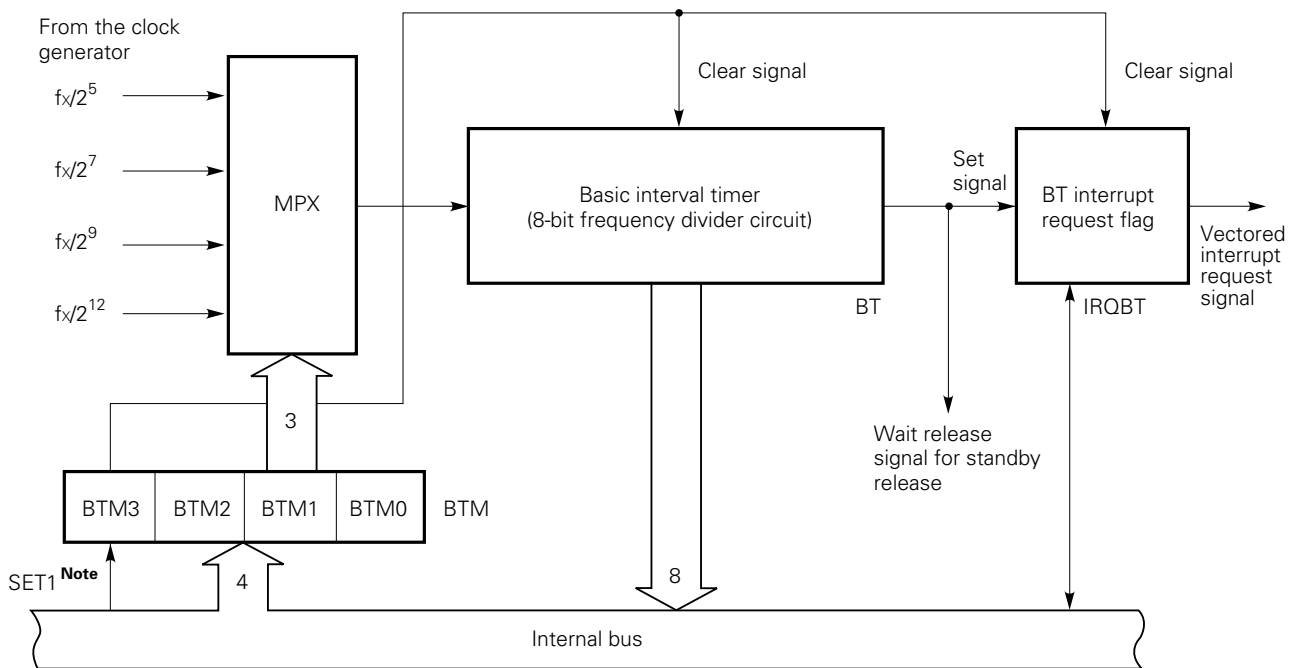 From the clock
generator
fx/2^5
fx/2^7
fx/2^9
fx/2^12
MPX
Clear signal
Clear signal
Basic interval timer
(8-bit frequency divider circuit)
BT
Set
signal
BT interrupt
request flag
IRQBT
Vectored
interrupt
request
signal
Wait release
signal for standby
release
3
BTM3
BTM2
BTM1
BTM0
BTM
SET1 Note
4
8
Internal bus